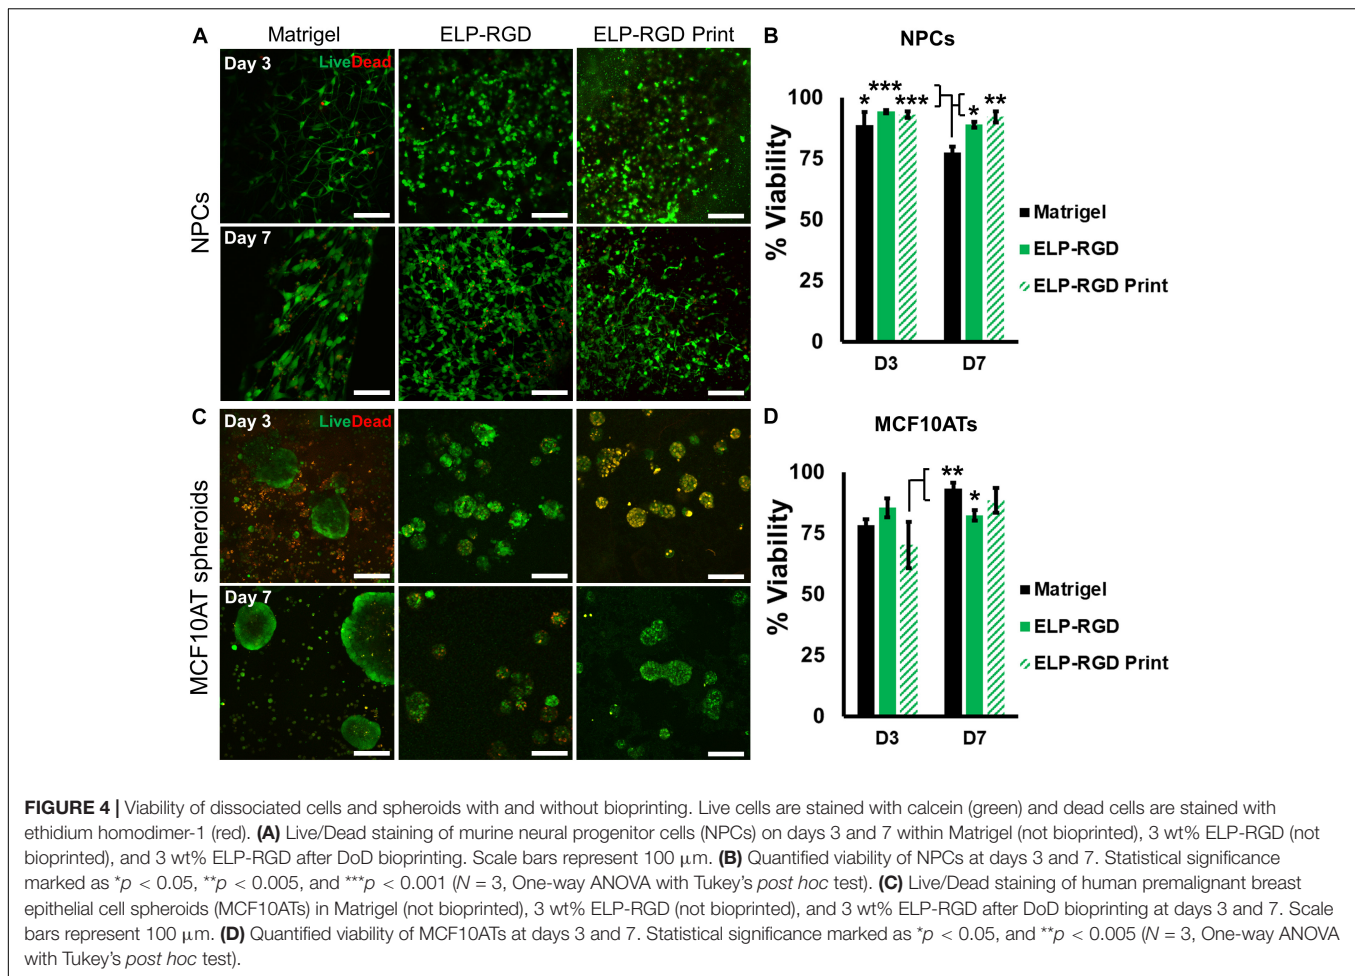 A
Matrigel
ELP-RGD
ELP-RGD Print
Day 3
LiveDead
NPCs
Day 7
B
NPCs
% Viability
100
75
50
25
0
* *** *** * **
D3
D7
Matrigel
ELP-RGD
ELP-RGD Print
C
Day 3
LiveDead
MCF10AT spheroids
Day 7
D
MCF10ATs
% Viability
100
75
50
25
0
** *
D3
D7
Matrigel
ELP-RGD
ELP-RGD Print
FIGURE 4 | Viability of dissociated cells and spheroids with and without bioprinting. Live cells are stained with calcein (green) and dead cells are stained with
ethidium homodimer-1 (red). (A) Live/Dead staining of murine neural progenitor cells (NPCs) on days 3 and 7 within Matrigel (not bioprinted), 3 wt% ELP-RGD (not
bioprinted), and 3 wt% ELP-RGD after DoD bioprinting. Scale bars represent 100 μm. (B) Quantified viability of NPCs at days 3 and 7. Statistical significance
marked as *p < 0.05, **p < 0.005, and ***p < 0.001 (N = 3, One-way ANOVA with Tukey's post hoc test). (C) Live/Dead staining of human premalignant breast
epithelial cell spheroids (MCF10ATs) in Matrigel (not bioprinted), 3 wt% ELP-RGD (not bioprinted), and 3 wt% ELP-RGD after DoD bioprinting at days 3 and 7. Scale
bars represent 100 μm. (D) Quantified viability of MCF10ATs at days 3 and 7. Statistical significance marked as *p < 0.05, and **p < 0.005 (N = 3, One-way ANOVA
with Tukey's post hoc test).